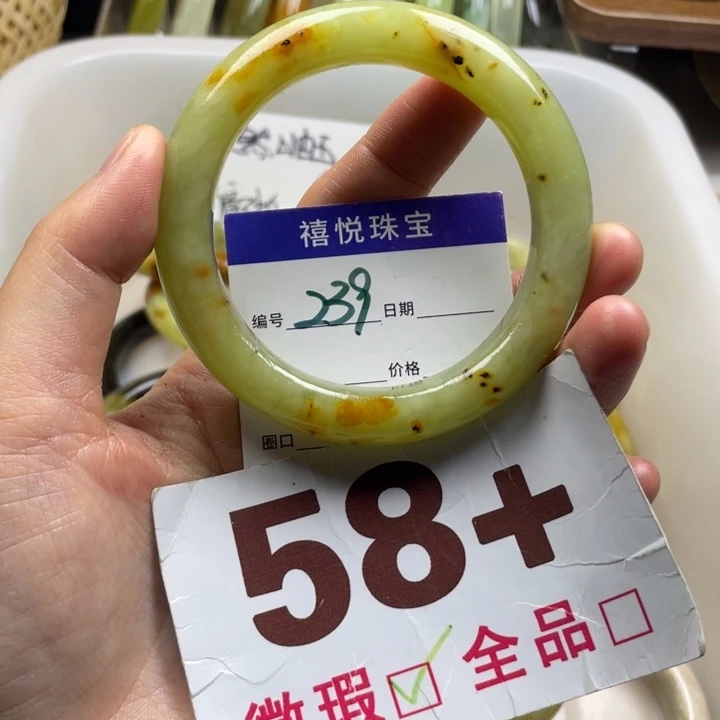 禧悦珠宝
编号 239 日期
价格
圈口
58+
微瑕☑ 全品☐